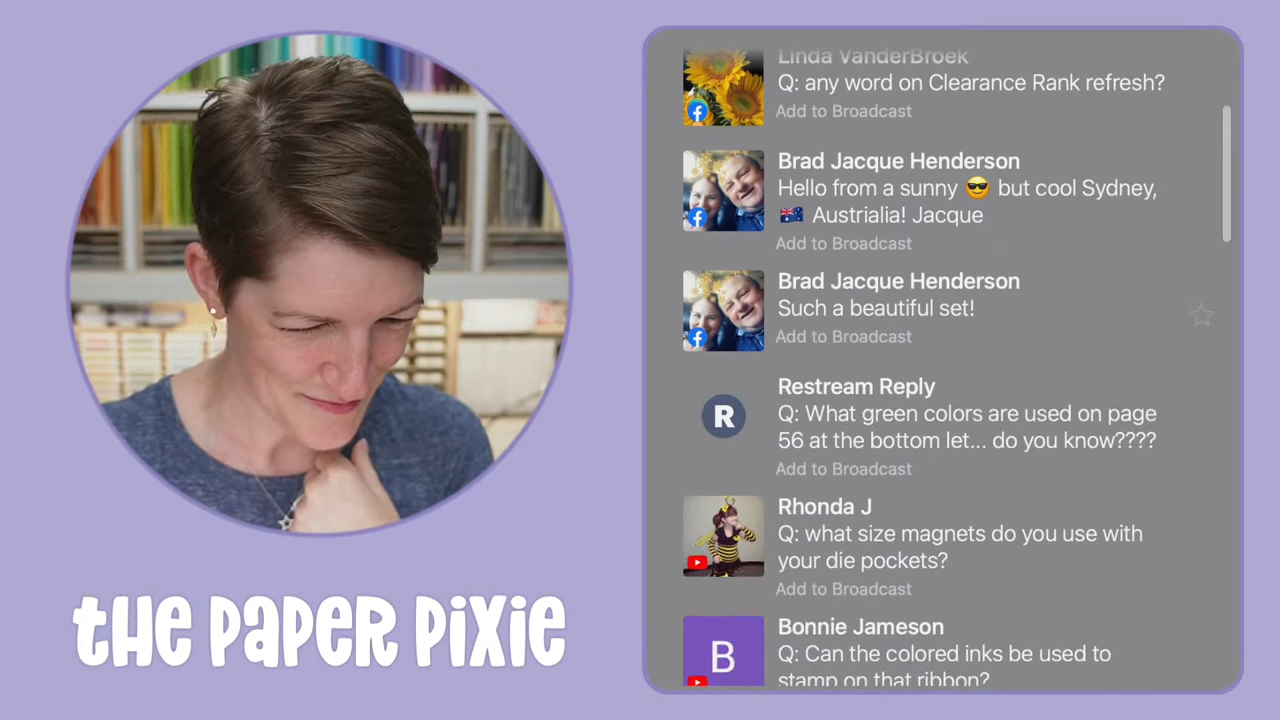 Linda VanderBroek
Q: any word on Clearance Rank refresh?
Add to Broadcast
Brad Jacque Henderson
Hello from a sunny 😎 but cool Sydney,
🇦🇺 Austrialia! Jacque
Add to Broadcast
Brad Jacque Henderson
Such a beautiful set!
Add to Broadcast
R
Restream Reply
Q: What green colors are used on page
56 at the bottom let... do you know????
Add to Broadcast
Rhonda J
Q: what size magnets do you use with
your die pockets?
Add to Broadcast
B
Bonnie Jameson
Q: Can the colored inks be used to
stamp on that ribbon?
the paper pixie